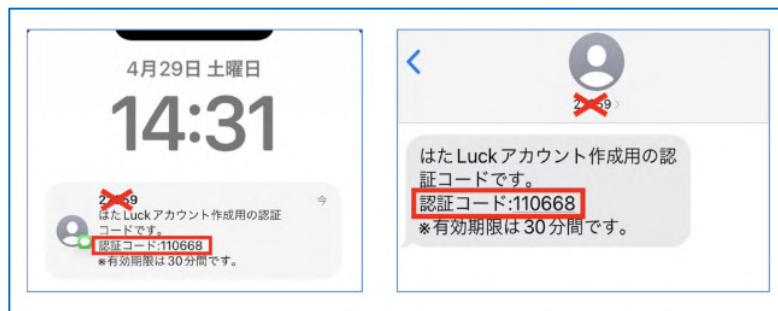 4月29日 土曜日
14:31
今
はた Luck アカウント作成用の認証
コードです。
認証コード:110668
※有効期限は30分間です。
はた Luck アカウント作成用の認
証コードです。
認証コード:110668
※有効期限は30分間です。